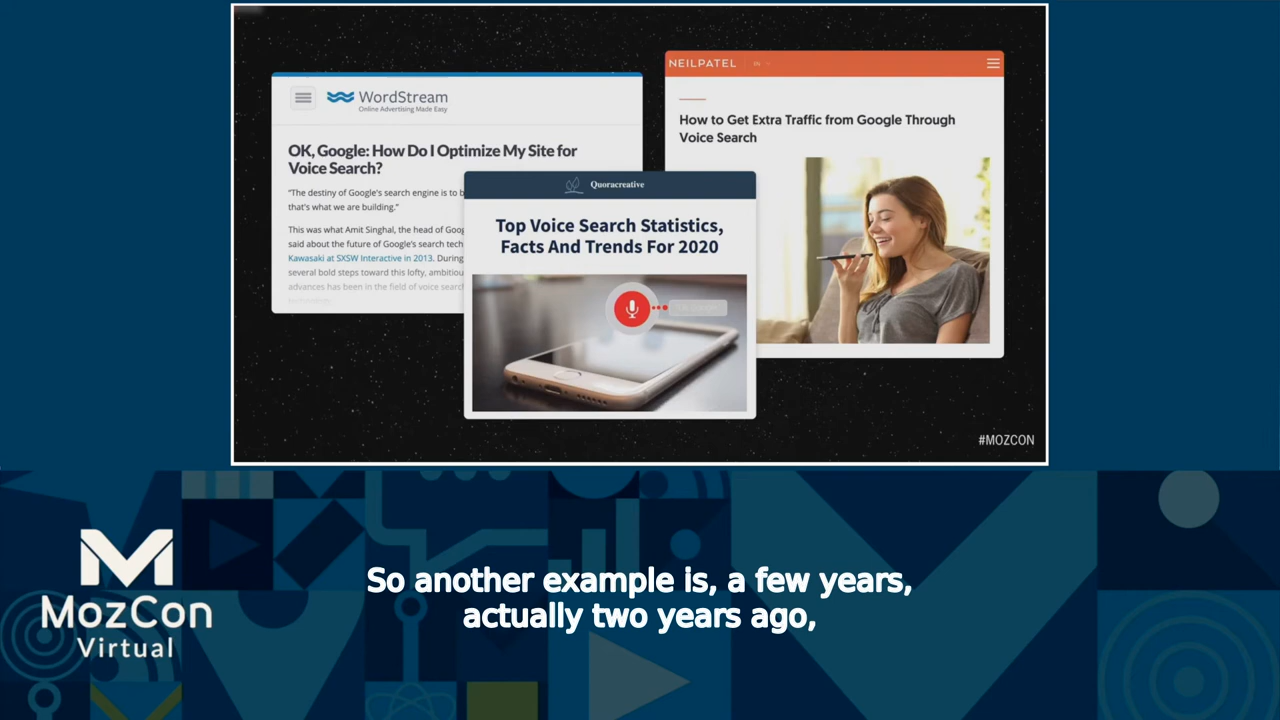 WordStream
Online Advertising Made Easy
OK, Google: How Do I Optimize My Site for
Voice Search?
"The destiny of Google's search engine is to b
that's what we are building."
This was what Amit Singhal, the head of Goog
said about the future of Google's search tech
Kawasaki at SXSW Interactive in 2013. During
several bold steps toward this lofty, ambitiou
advances has been in the field of voice searc
Quoracreative
Top Voice Search Statistics,
Facts And Trends For 2020
NEILPATEL
How to Get Extra Traffic from Google Through
Voice Search
#MOZCON
MozCon
Virtual
So another example is, a few years,
actually two years ago,